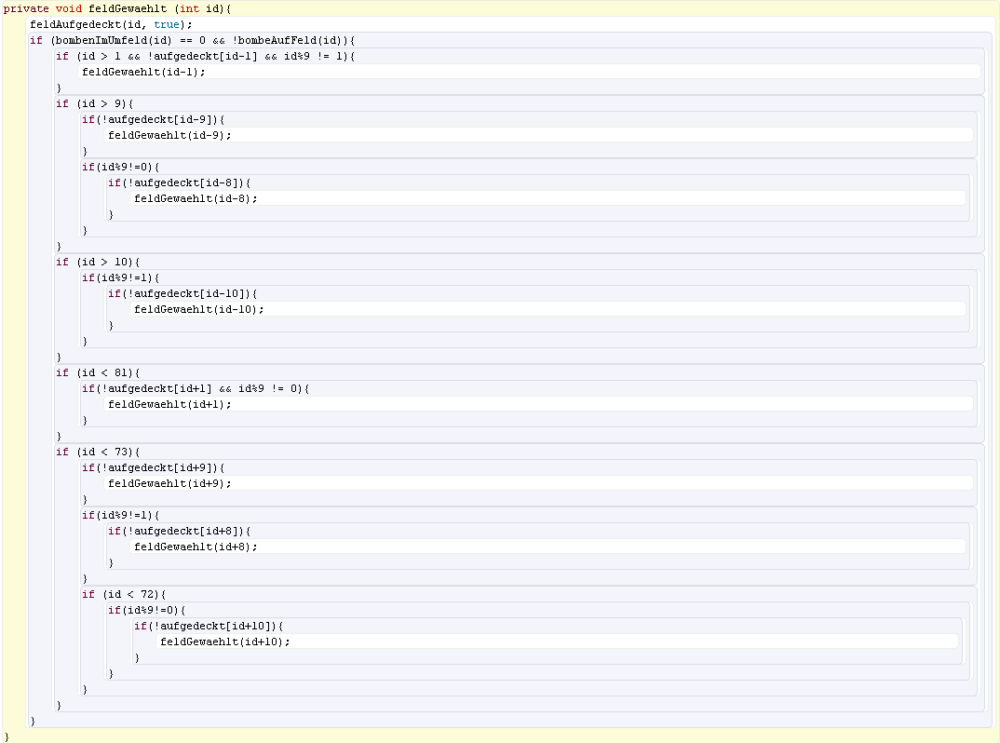 private void feldGewaehlt (int id){
    feldAufgedeckt(id, true);
    if (bombenImUmfeld(id) == 0 && !bombeAufFeld(id)){
        if (id > 1 && !aufgedeckt[id-1] && id%9 != 1){
            feldGewaehlt(id-1);
        }
        if (id > 9){
            if(!aufgedeckt[id-9]){
                feldGewaehlt(id-9);
            }
            if(id%9!=0){
                if(!aufgedeckt[id-8]){
                    feldGewaehlt(id-8);
                }
            }
        }
        if (id > 10){
            if(id%9!=1){
                if(!aufgedeckt[id-10]){
                    feldGewaehlt(id-10);
                }
            }
        }
        if (id < 81){
            if(!aufgedeckt[id+1] && id%9 != 0){
                feldGewaehlt(id+1);
            }
        }
        if (id < 73){
            if(!aufgedeckt[id+9]){
                feldGewaehlt(id+9);
            }
            if(id%9!=1){
                if(!aufgedeckt[id+8]){
                    feldGewaehlt(id+8);
                }
            }
            if (id < 72){
                if(id%9!=0){
                    if(!aufgedeckt[id+10]){
                        feldGewaehlt(id+10);
                    }
                }
            }
        }
    }
}